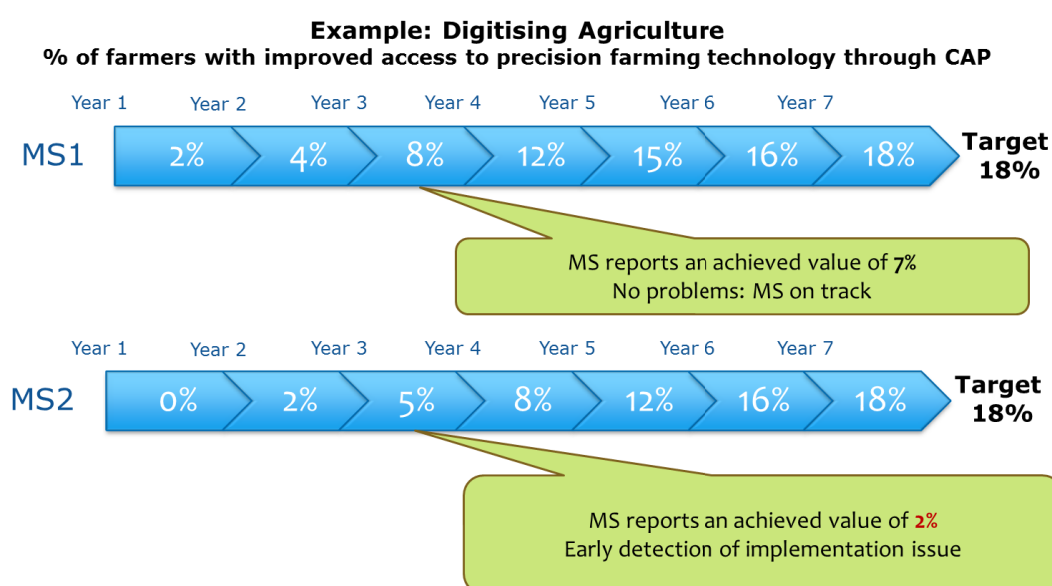 Example: Digitising Agriculture
% of farmers with improved access to precision farming technology through CAP
Year 1 Year 2 Year 3 Year 4 Year 5 Year 6 Year 7
MS1 2% 4% 8% 12% 15% 16% 18% Target
18%
MS reports an achieved value of 7%
No problems: MS on track
Year 1 Year 2 Year 3 Year 4 Year 5 Year 6 Year 7
MS2 0% 2% 5% 8% 12% 16% 18% Target
18%
MS reports an achieved value of 2%
Early detection of implementation issue